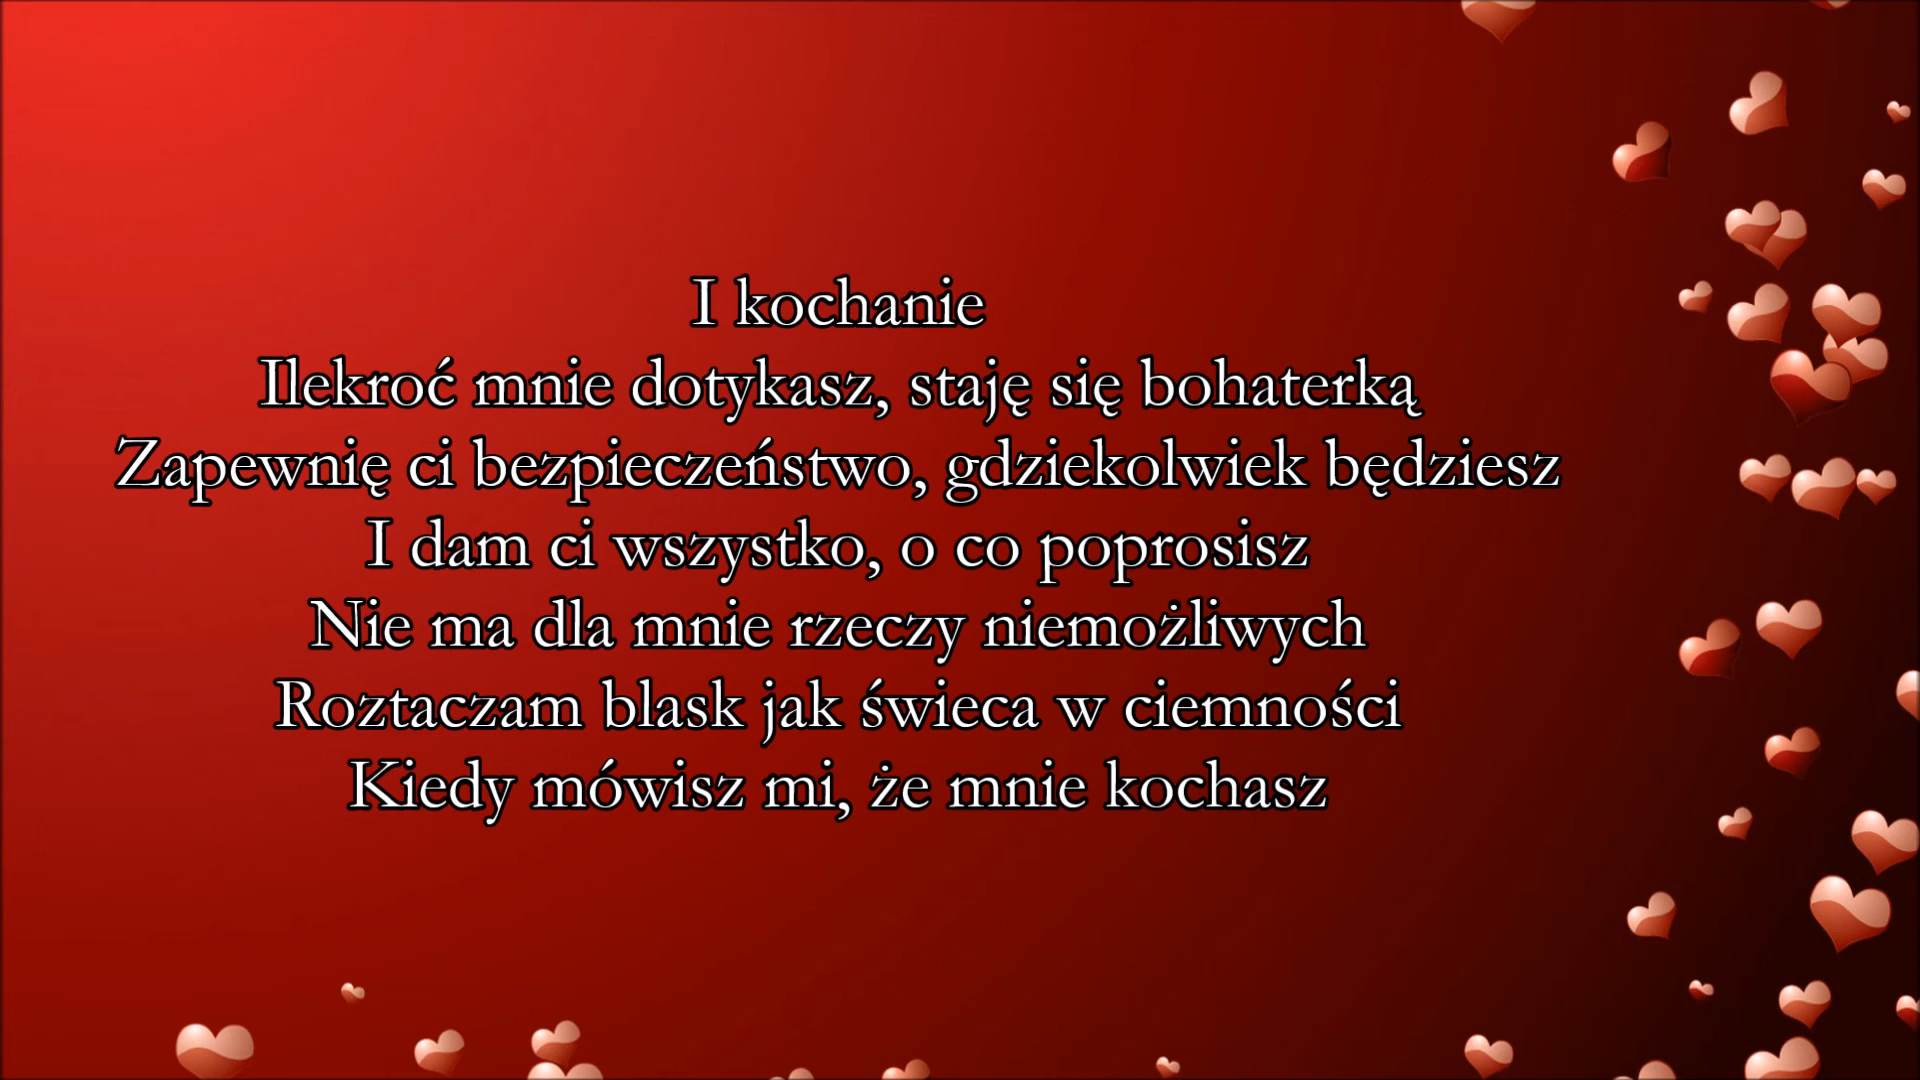 I kochanie
Ilekroć mnie dotykasz, staję się bohaterką
Zapewnię ci bezpieczeństwo, gdziekolwiek będziesz
I dam ci wszystko, o co poprosisz
Nie ma dla mnie rzeczy niemożliwych
Roztaczam blask jak świeca w ciemności
Kiedy mówisz mi, że mnie kochasz